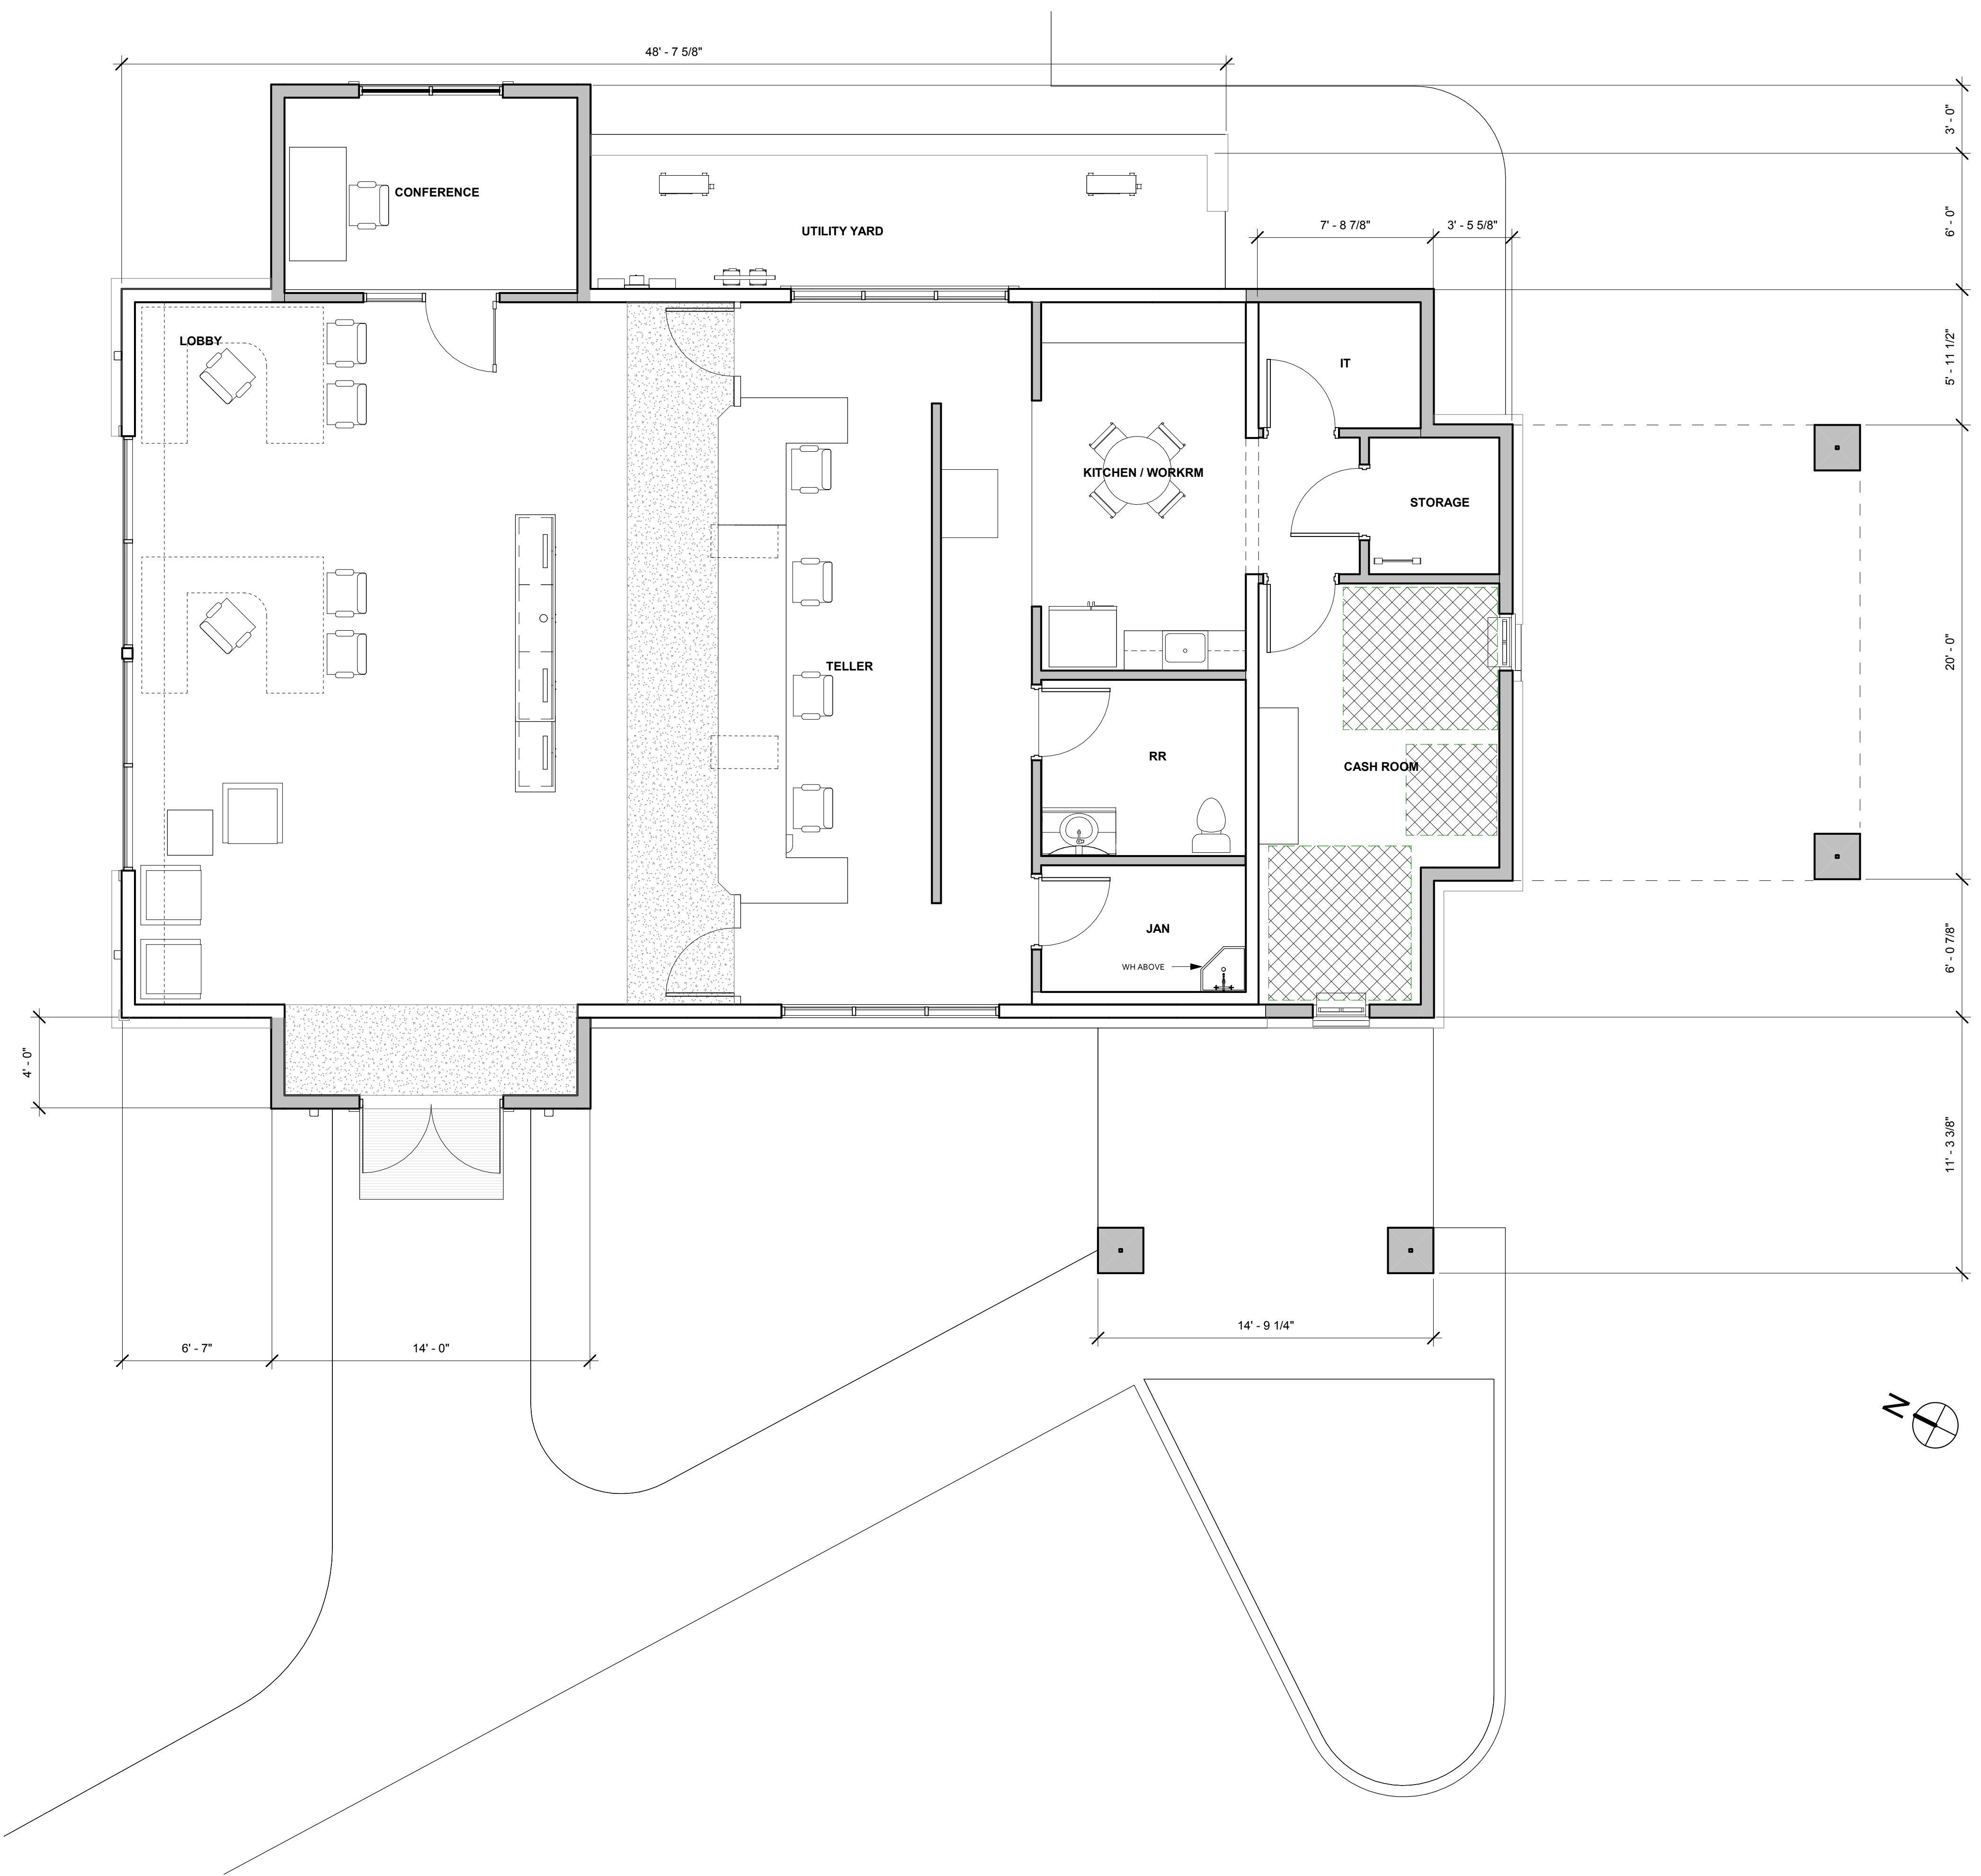 48' - 7 5/8"
3' - 0"
CONFERENCE
UTILITY YARD
7' - 8 7/8"
3' - 5 5/8"
6' - 0"
LOBBY
IT
5' - 11 1/2"
KITCHEN / WORKRM
STORAGE
TELLER
20' - 0"
RR
CASH ROOM
JAN
WH ABOVE
6' - 0 7/8"
4' - 0"
11' - 3 3/8"
14' - 9 1/4"
6' - 7"
14' - 0"
N